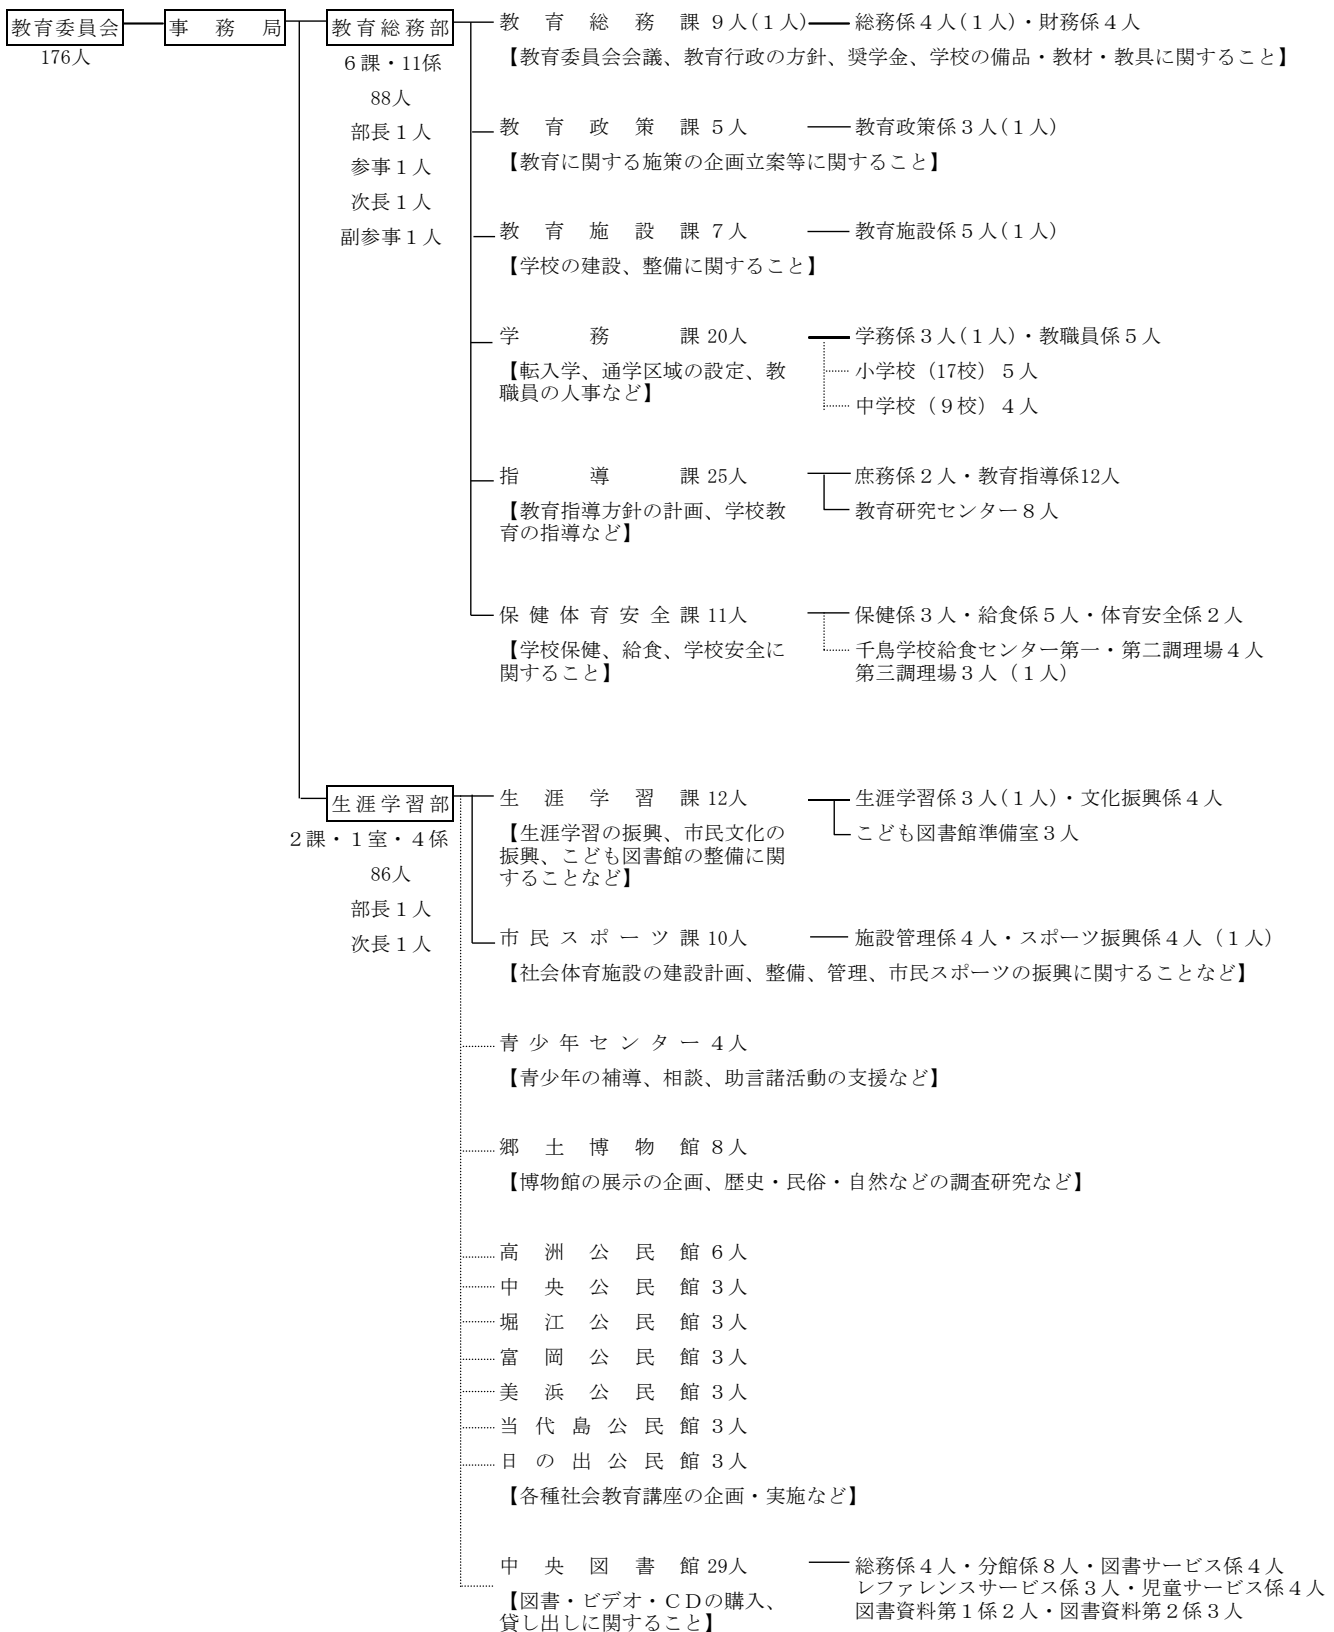 教育委員会
176人
事務局
教育総務部
６課・11係
88人
部長１人
参事１人
次長１人
副参事１人
教育総務課 ９人(１人)
総務係４人(１人)・財務係４人
【教育委員会会議、教育行政の方針、奨学金、学校の備品・教材・教具に関すること】
教育政策課 ５人
教育政策係３人(１人)
【教育に関する施策の企画立案等に関すること】
教育施設課 ７人
教育施設係５人(１人)
【学校の建設、整備に関すること】
学務課 20人
学務係３人(１人)・教職員係５人
小学校（17校）５人
中学校（９校）４人
【転入学、通学区域の設定、教
職員の人事など】
指導課 25人
庶務係２人・教育指導係12人
教育研究センター８人
【教育指導方針の計画、学校教
育の指導など】
保健体育安全課 11人
保健係３人・給食係５人・体育安全係２人
千鳥学校給食センター第一・第二調理場４人
第三調理場３人（１人）
【学校保健、給食、学校安全に
関すること】
生涯学習部
２課・１室・４係
86人
部長１人
次長１人
生涯学習課 12人
生涯学習係３人(１人)・文化振興係４人
こども図書館準備室３人
【生涯学習の振興、市民文化の
振興、こども図書館の整備に関
することなど】
市民スポーツ課 10人
施設管理係４人・スポーツ振興係４人（１人）
【社会体育施設の建設計画、整備、管理、市民スポーツの振興に関することなど】
青少年センター ４人
【青少年の補導、相談、助言諸活動の支援など】
郷土博物館 ８人
【博物館の展示の企画、歴史・民俗・自然などの調査研究など】
高洲公民館 ６人
中央公民館 ３人
堀江公民館 ３人
富岡公民館 ３人
美浜公民館 ３人
当代島公民館 ３人
日の出公民館 ３人
【各種社会教育講座の企画・実施など】
中央図書館 29人
総務係４人・分館係８人・図書サービス係４人
レファレンスサービス係３人・児童サービス係４人
図書資料第１係２人・図書資料第２係３人
【図書・ビデオ・ＣＤの購入、
貸し出しに関すること】